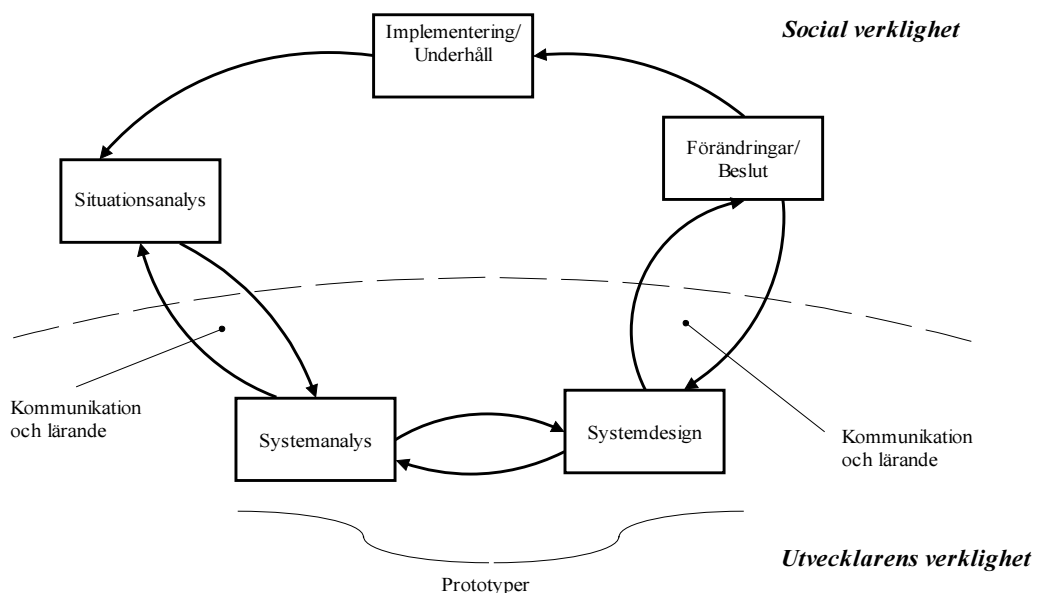 Implementering/
Underhåll
Social verklighet
Förändringar/
Beslut
Situationsanalys
Kommunikation
och lärande
Systemanalys
Systemdesign
Kommunikation
och lärande
Utvecklarens verklighet
Prototyper